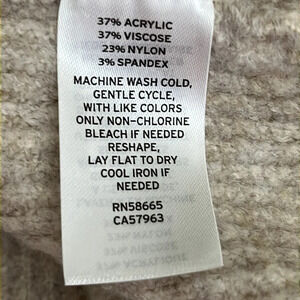 37% ACRYLIC
37% VISCOSE
23% NYLON
3% SPANDEX
MACHINE WASH COLD,
GENTLE CYCLE,
WITH LIKE COLORS
ONLY NON-CHLORINE
BLEACH IF NEEDED
RESHAPE,
LAY FLAT TO DRY
COOL IRON IF
NEEDED
RN58665
CA57963